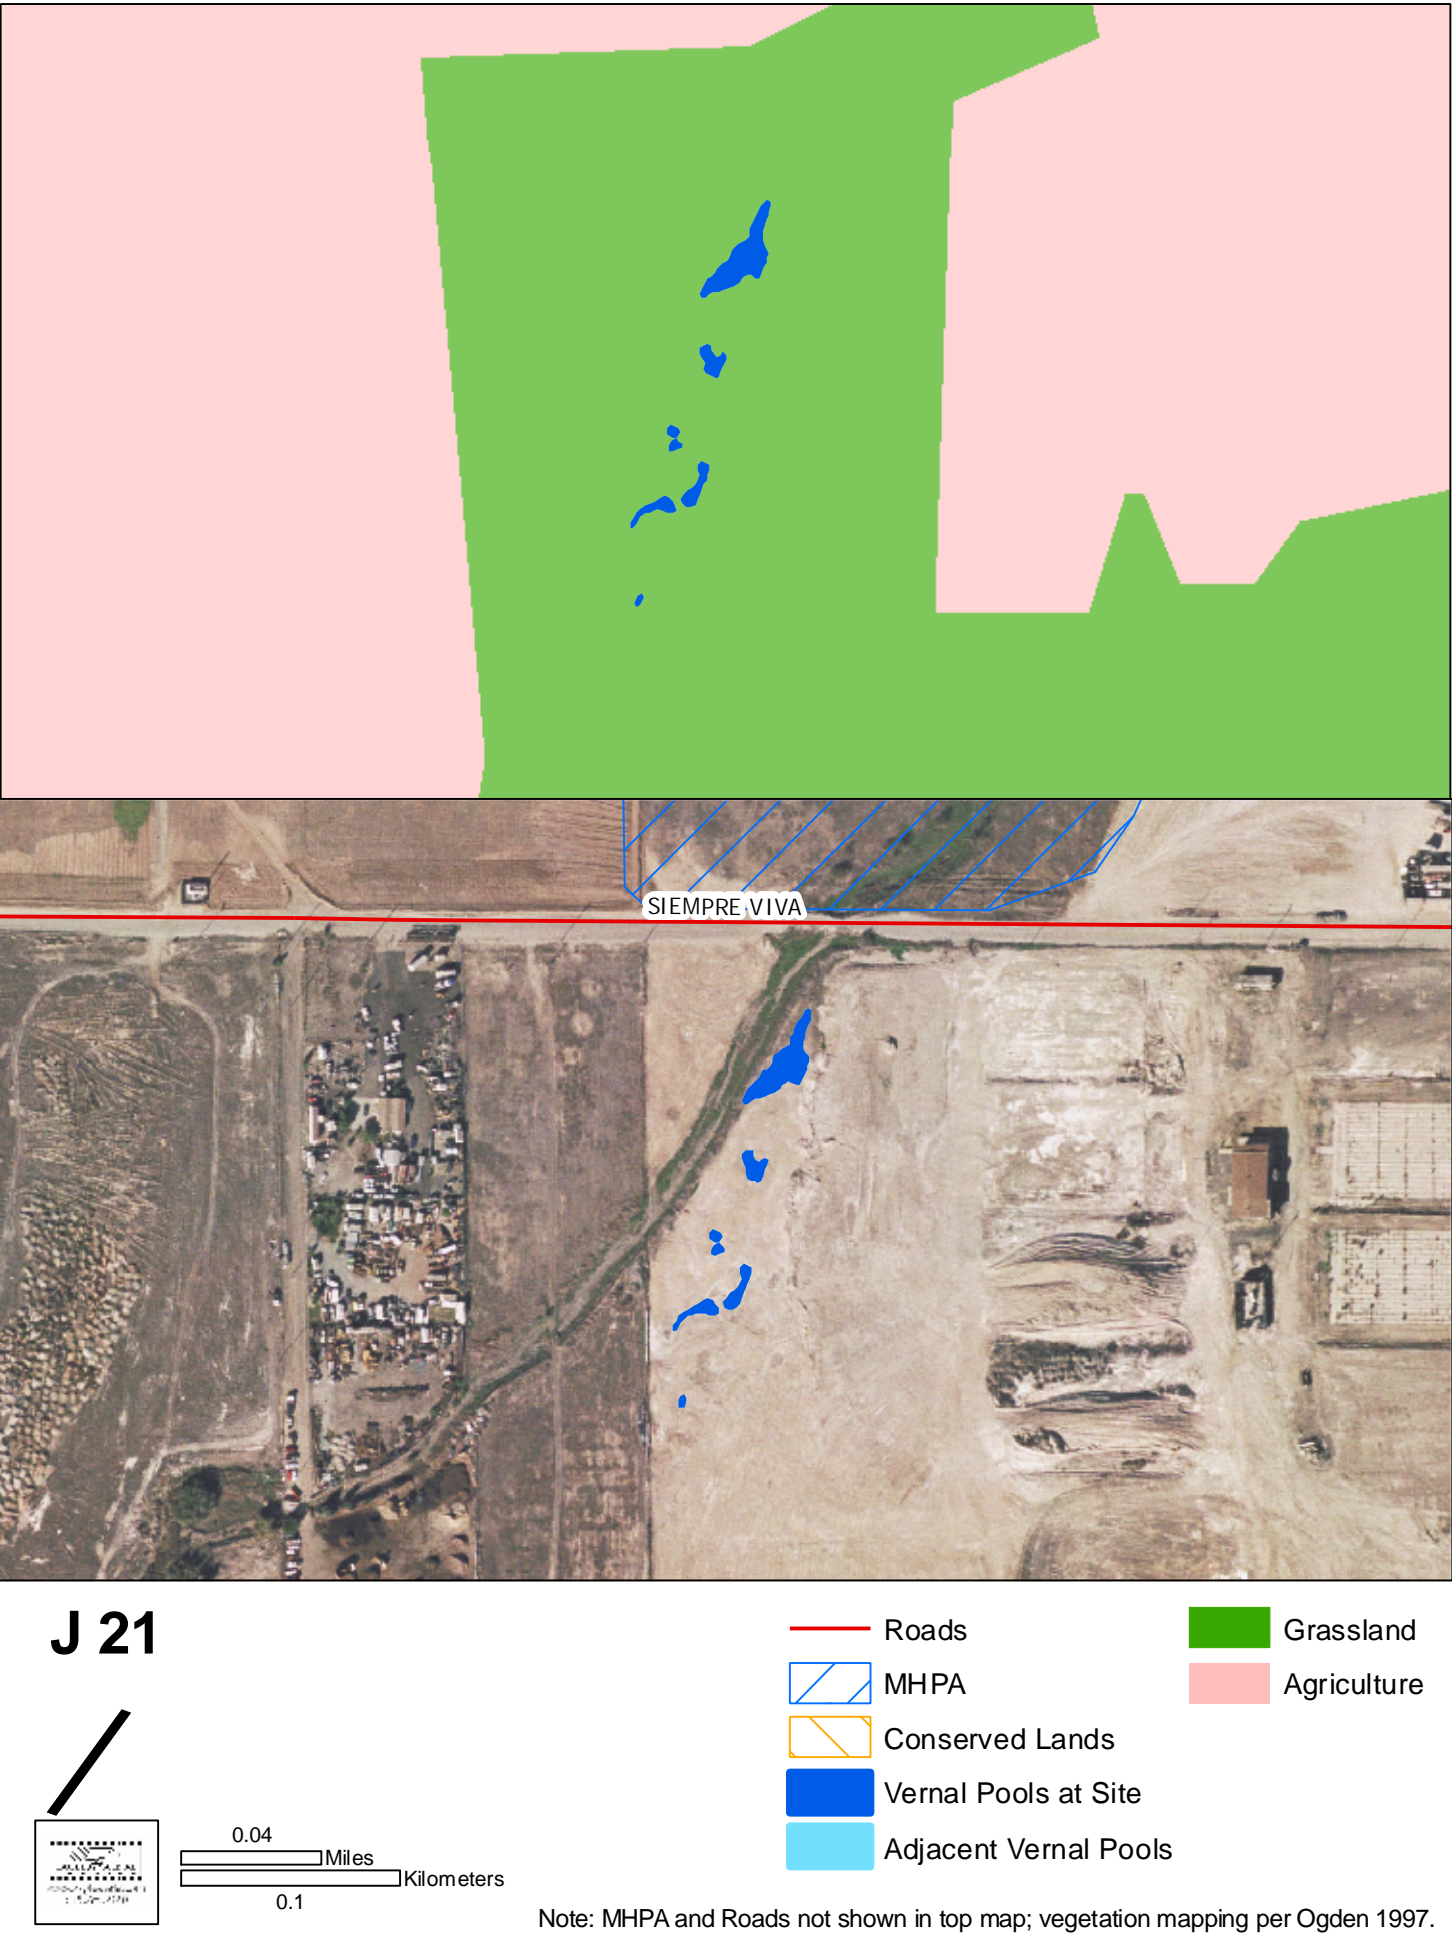 SIEMPRE VIVA
J 21
Roads
MHPA
Conserved Lands
Vernal Pools at Site
Adjacent Vernal Pools
Grassland
Agriculture
0.04
Miles
Kilometers
0.1
Note: MHPA and Roads not shown in top map; vegetation mapping per Ogden 1997.